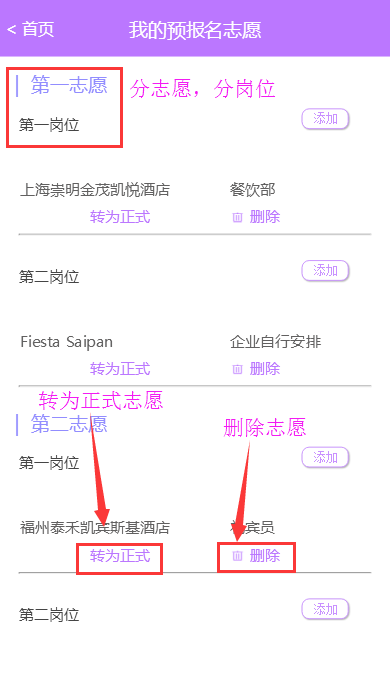 < 首页 我的预报名志愿
第一志愿 分志愿，分岗位
第一岗位 添加
上海崇明金茂凯悦酒店 餐饮部
转为正式 删除
第二岗位 添加
Fiesta Saipan 企业自行安排
转为正式 删除
转为正式志愿
第二志愿 删除志愿
第一岗位 添加
福州泰禾凯宾斯基酒店 宾员
转为正式 删除
第二岗位 添加